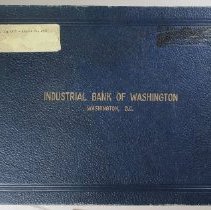 INDUSTRIAL BANK OF WASHINGTON
WASHINGTON, D.C.